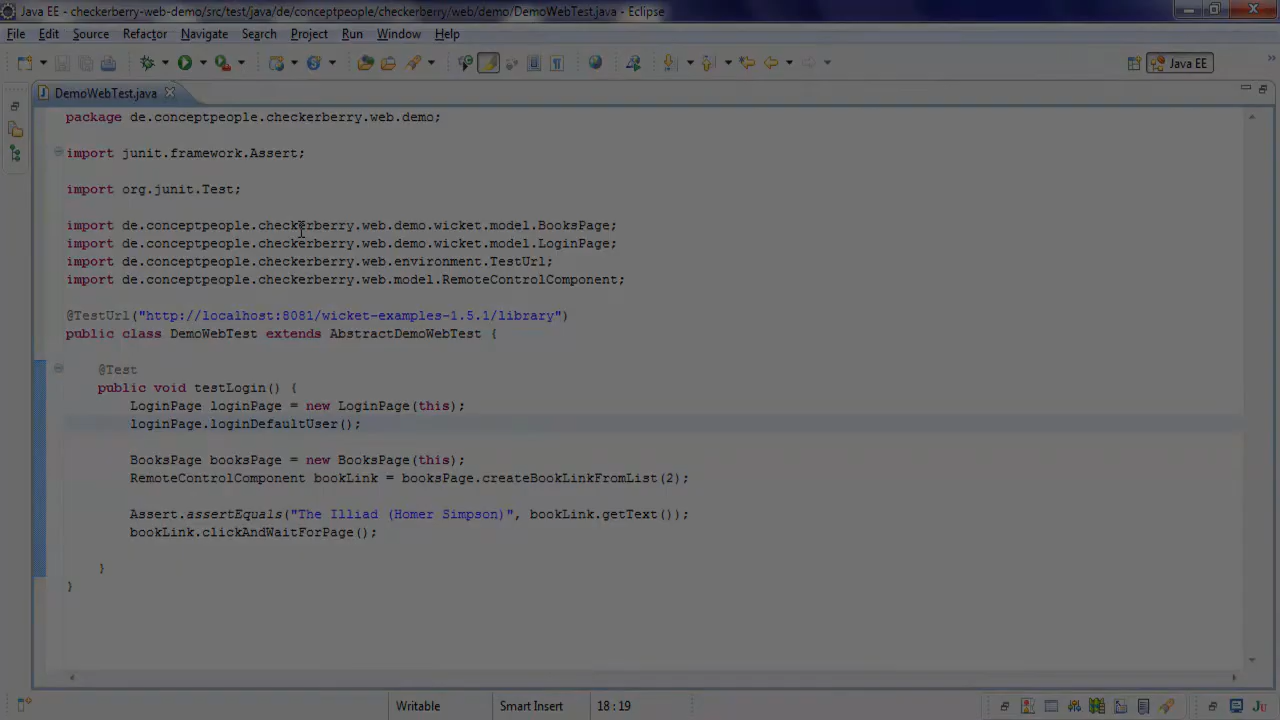 Java EE - checkerberry-web-demo/src/test/java/de/conceptpeople/checkerberry/web/demo/DemoWebTest.java - Eclipse
File Edit Source Refactor Navigate Search Project Run Window Help
Java EE
DemoWebTest.java
package de.conceptpeople.checkerberry.web.demo;
import junit.framework.Assert;
import org.junit.Test;
import de.conceptpeople.checkerberry.web.demo.wicket.model.BooksPage;
import de.conceptpeople.checkerberry.web.demo.wicket.model.LoginPage;
import de.conceptpeople.checkerberry.web.environment.TestUrl;
import de.conceptpeople.checkerberry.web.model.RemoteControlComponent;
@TestUrl("http://localhost:8081/wicket-examples-1.5.1/library")
public class DemoWebTest extends AbstractDemoWebTest {
@Test
public void testLogin() {
LoginPage loginPage = new LoginPage(this);
loginPage.loginDefaultUser();
BooksPage booksPage = new BooksPage(this);
RemoteControlComponent bookLink = booksPage.createBookLinkFromList(2);
Assert.assertEquals("The Illiad (Homer Simpson)", bookLink.getText());
bookLink.clickAndWaitForPage();
}
}
Writable Smart Insert 18:19